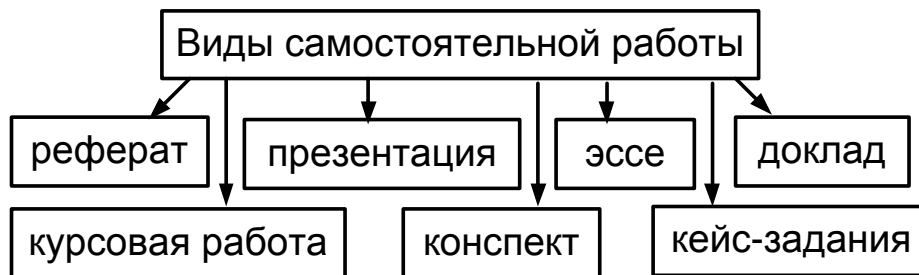 Виды самостоятельной работы
реферат
презентация
эссе
доклад
курсовая работа
конспект
кейс-задания